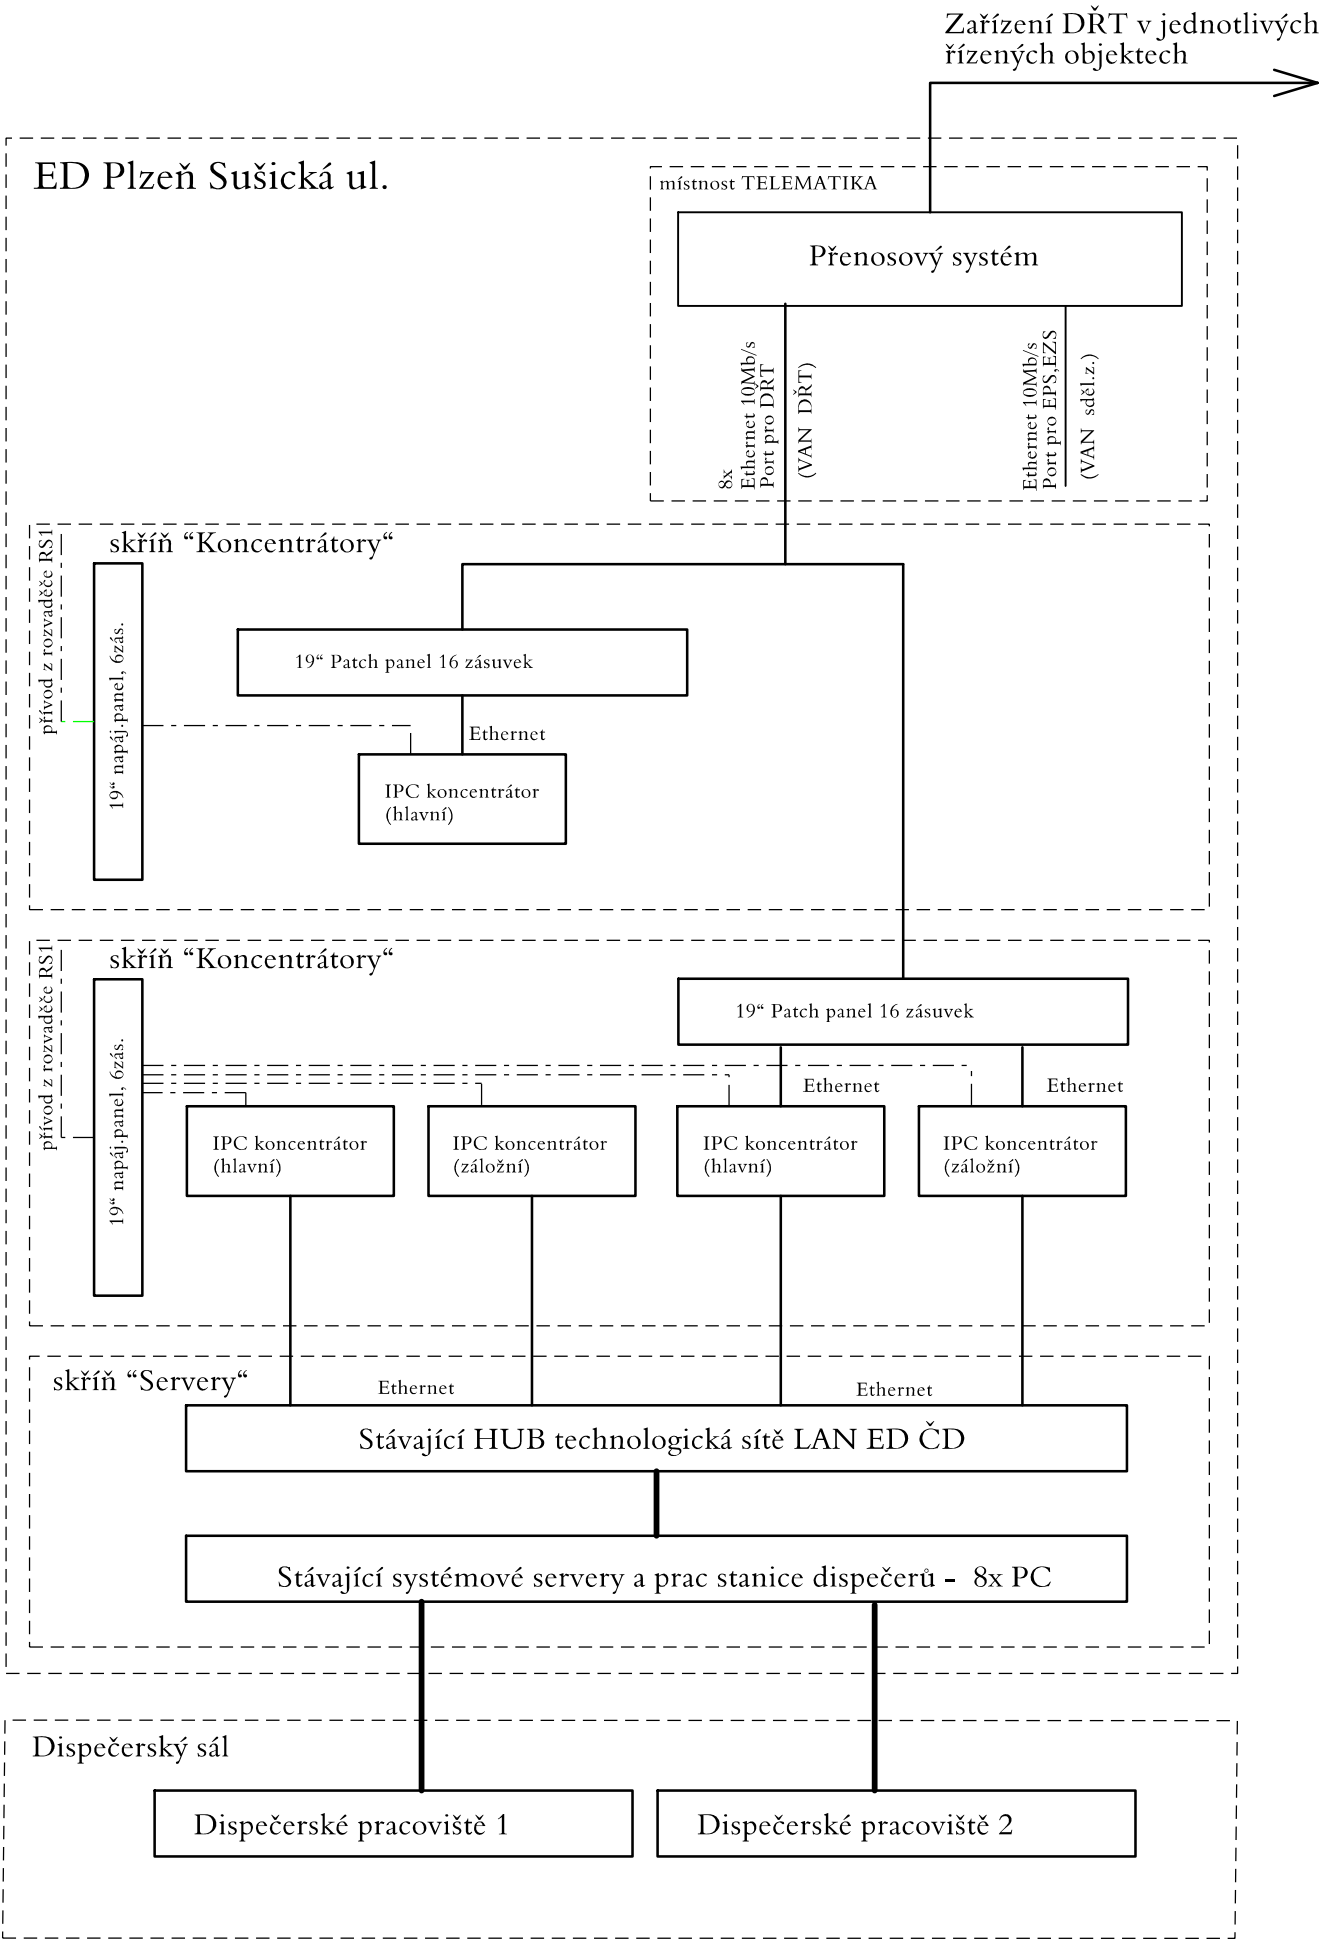 Zařízení DŘT v jednotlivých
řízených objektech
ED Plzeň Sušická ul.
místnost TELEMATIKA
Přenosový systém
8x
Ethernet 10Mb/s
Port pro DŘT
(VAN DŘT)
Ethernet 10Mb/s
Port pro EPS,EZS
(VAN sděl.z.)
přívod z rozvaděče RS1
skříň “Koncentrátory“
19“ napáj.panel, 6zás.
19“ Patch panel 16 zásuvek
Ethernet
IPC koncentrátor
(hlavní)
přívod z rozvaděče RS1
skříň “Koncentrátory“
19“ napáj.panel, 6zás.
19“ Patch panel 16 zásuvek
Ethernet
Ethernet
IPC koncentrátor
(hlavní)
IPC koncentrátor
(záložní)
IPC koncentrátor
(hlavní)
IPC koncentrátor
(záložní)
skříň “Servery“
Ethernet
Ethernet
Stávající HUB technologická sítě LAN ED ČD
Stávající systémové servery a prac stanice dispečerů - 8x PC
Dispečerský sál
Dispečerské pracoviště 1
Dispečerské pracoviště 2